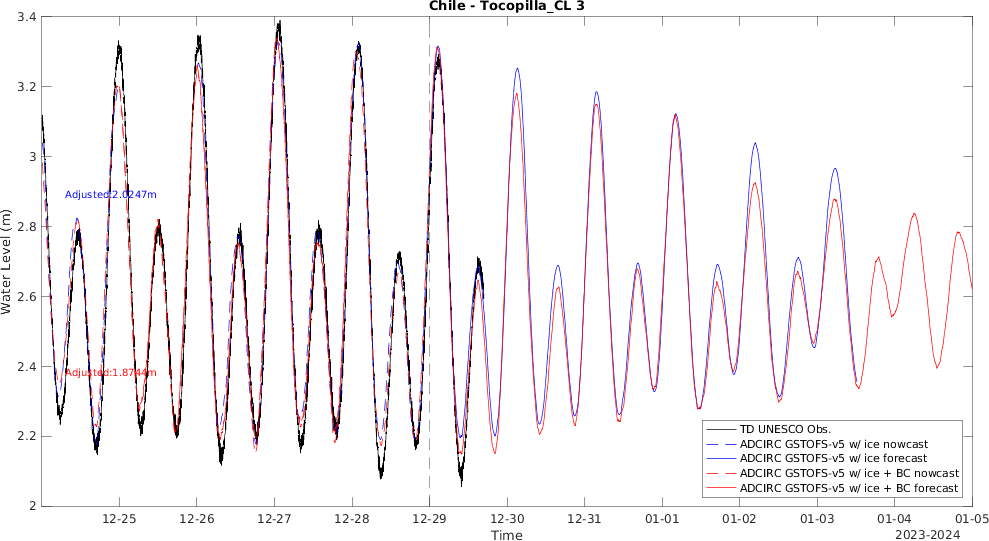 Chile - Tocopilla_CL 3
3.4
3.2
3
2.8
2.6
2.4
2.2
2
Water Level (m)
Adjusted:2.0247m
Adjusted:1.8744m
TD UNESCO Obs.
ADCIRC GSTOFS-v5 w/ ice nowcast
ADCIRC GSTOFS-v5 w/ ice forecast
ADCIRC GSTOFS-v5 w/ ice + BC nowcast
ADCIRC GSTOFS-v5 w/ ice + BC forecast
12-25 12-26 12-27 12-28 12-29 12-30 12-31 01-01 01-02 01-03 01-04 01-05
Time
2023-2024